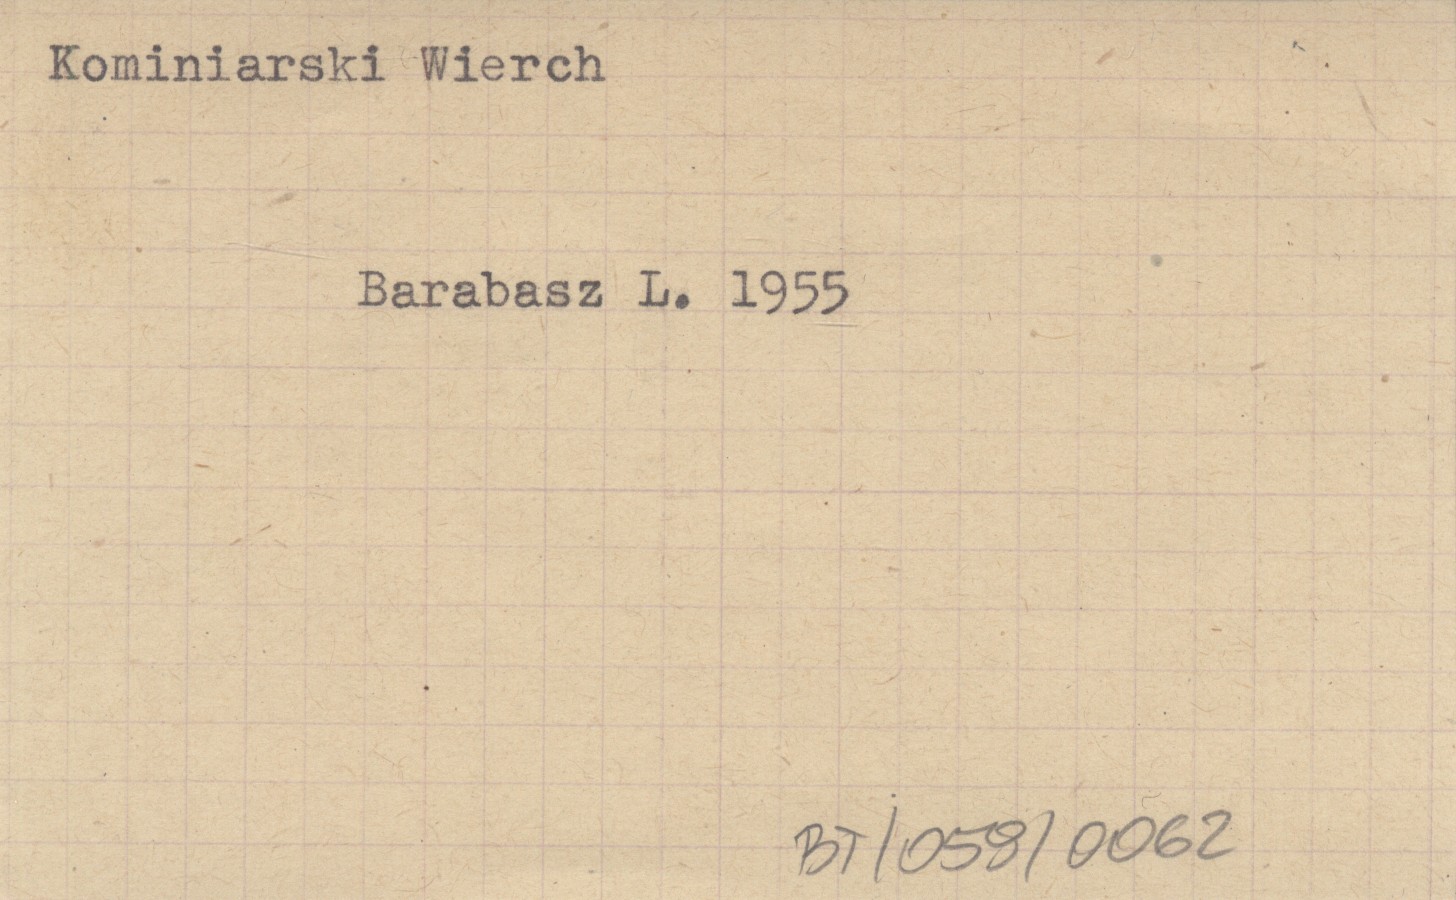 Kominiarski Wierch
Barabasz L. 1955
BT/058/0062